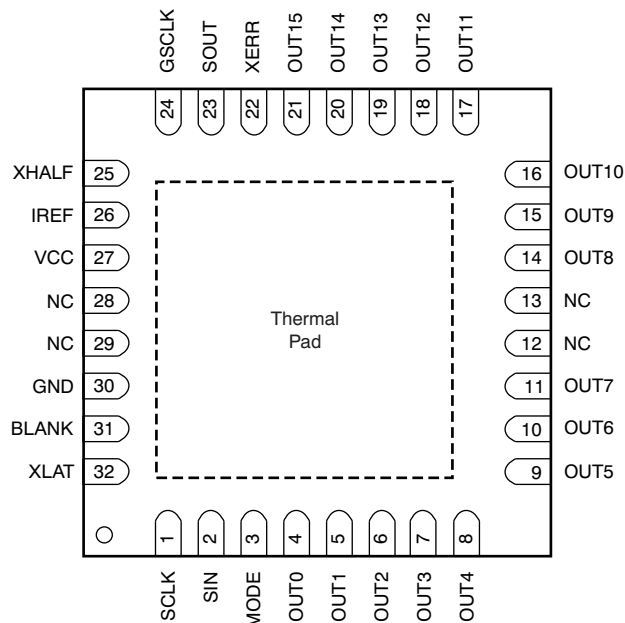 GSCLK
SOUT
XERR
OUT15
OUT14
OUT13
OUT12
OUT11
24
23
22
21
20
19
18
17
XHALF 25
IREF 26
VCC 27
NC 28
NC 29
GND 30
BLANK 31
XLAT 32
Thermal
Pad
16 OUT10
15 OUT9
14 OUT8
13 NC
12 NC
11 OUT7
10 OUT6
9 OUT5
1
2
3
4
5
6
7
8
SCLK
SIN
MODE
OUT0
OUT1
OUT2
OUT3
OUT4